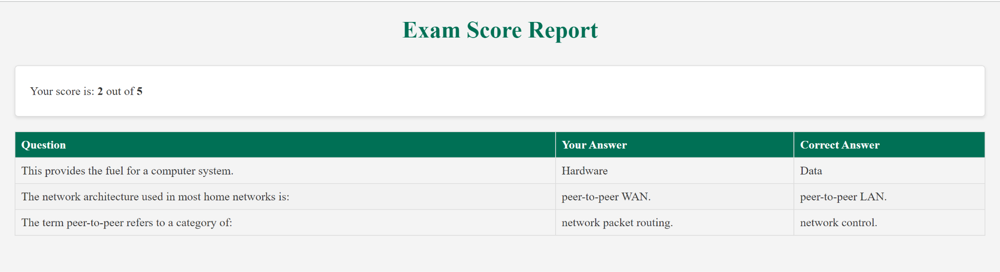 Exam Score Report
Your score is: 2 out of 5
Question Your Answer Correct Answer
This provides the fuel for a computer system. Hardware Data
The network architecture used in most home networks is: peer-to-peer WAN. peer-to-peer LAN.
The term peer-to-peer refers to a category of: network packet routing. network control.